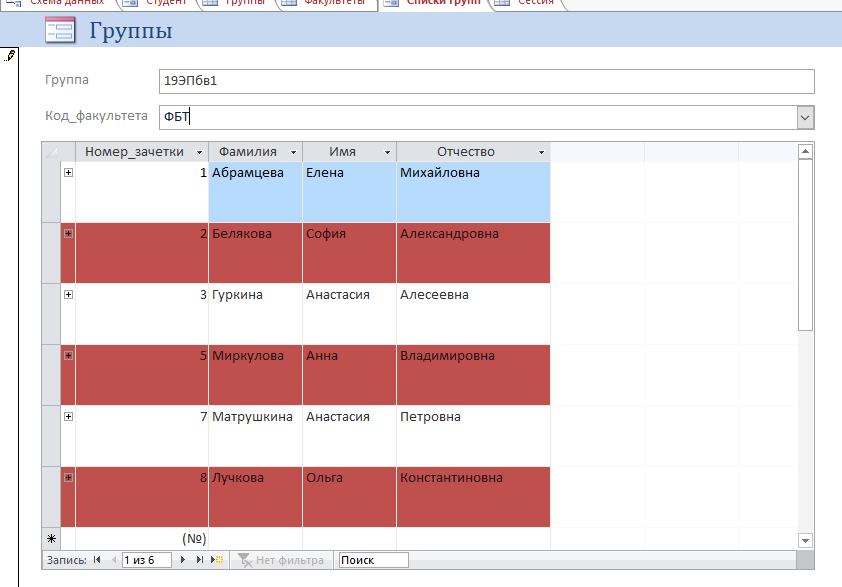 Схема данных Студент Группы Факультеты Списки групп Сессия
Группы
Группа 19ЭПбв1
Код_факультета ФБТ
Номер_зачетки Фамилия Имя Отчество
1 Абрамцева Елена Михайловна
2 Белякова София Александровна
3 Гуркина Анастасия Алесеевна
5 Миркулова Анна Владимировна
7 Матрушкина Анастасия Петровна
8 Лучкова Ольга Константиновна
(№)
Запись: 1 из 6 Нет фильтра Поиск